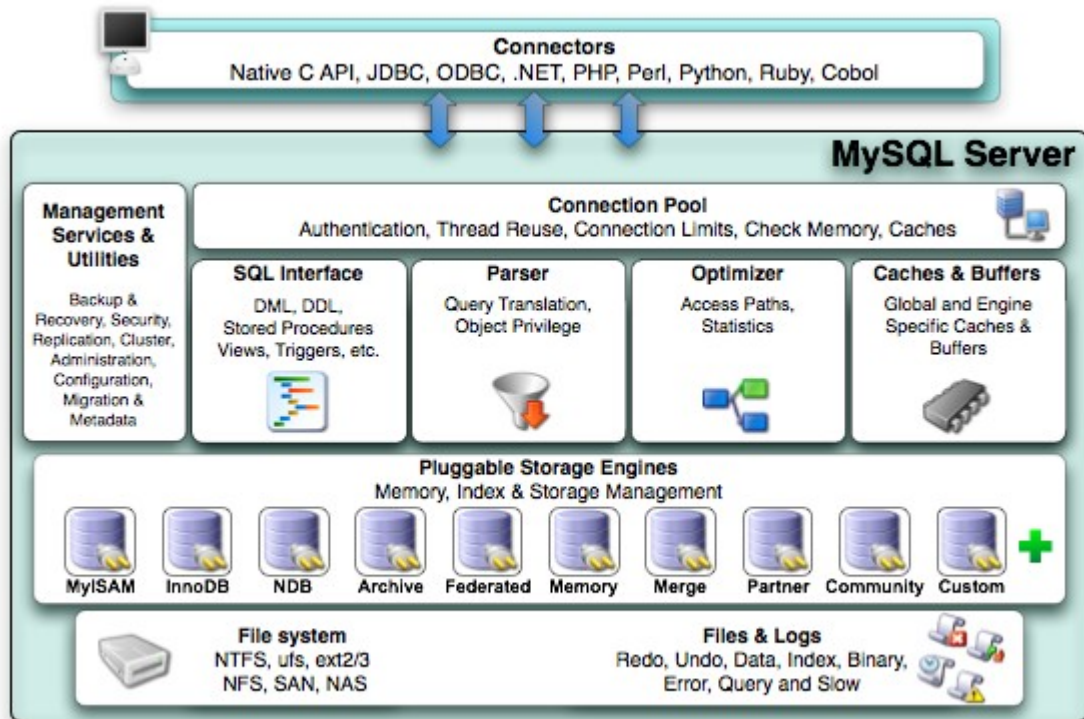 Connectors
Native C API, JDBC, ODBC, .NET, PHP, Perl, Python, Ruby, Cobol
MySQL Server
Management
Services &
Utilities
Backup &
Recovery, Security,
Replication, Cluster,
Administration,
Configuration,
Migration &
Metadata
Connection Pool
Authentication, Thread Reuse, Connection Limits, Check Memory, Caches
SQL Interface
DML, DDL,
Stored Procedures
Views, Triggers, etc.
Parser
Query Translation,
Object Privilege
Optimizer
Access Paths,
Statistics
Caches & Buffers
Global and Engine
Specific Caches &
Buffers
Pluggable Storage Engines
Memory, Index & Storage Management
MyISAM
InnoDB
NDB
Archive
Federated
Memory
Merge
Partner
Community
Custom
File system
NTFS, ufs, ext2/3
NFS, SAN, NAS
Files & Logs
Redo, Undo, Data, Index, Binary,
Error, Query and Slow